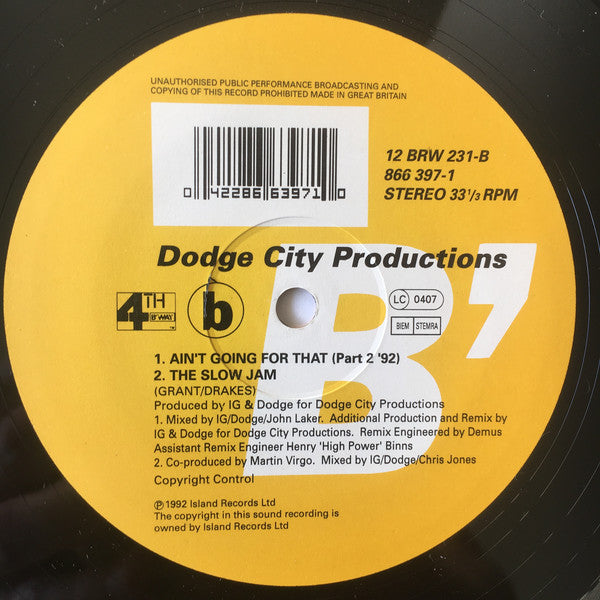 UNAUTHORISED PUBLIC PERFORMANCE BROADCASTING AND
COPYING OF THIS RECORD PROHIBITED MADE IN GREAT BRITAIN
0 42286 63971 0
12 BRW 231-B
866 397-1
STEREO 33 1/3 RPM
Dodge City Productions
B'
4TH
B'WAY
TM
b
LC 0407
BIEM STEMRA
1. AIN'T GOING FOR THAT (Part 2 '92)
2. THE SLOW JAM
(GRANT/DRAKES)
Produced by IG & Dodge for Dodge City Productions
1. Mixed by IG/Dodge/John Laker. Additional Production and Remix by
IG & Dodge for Dodge City Productions. Remix Engineered by Demus
Assistant Remix Engineer Henry 'High Power' Binns
2. Co-produced by Martin Virgo. Mixed by IG/Dodge/Chris Jones
Copyright Control
℗ 1992 Island Records Ltd
The copyright in this sound recording is
owned by Island Records Ltd